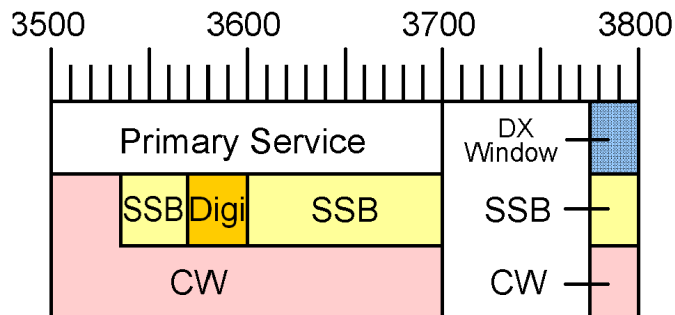 3500 3600 3700 3800
Primary Service
DX
Window
SSB Digi SSB SSB
CW CW